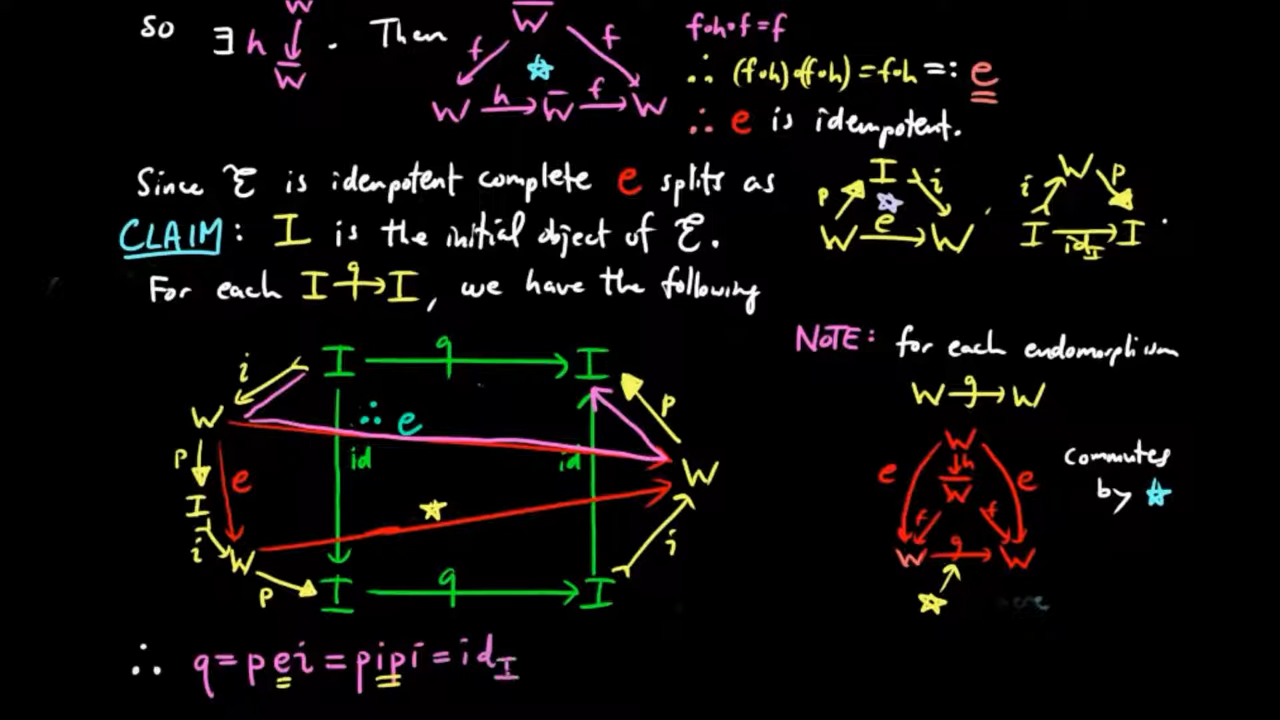 So ∃ h W ↓ W̅ . Then
W̅
f f
☆
W h→ W̅ f→ W
f∘h∘f = f
∴ (f∘h)∘(f∘h) = f∘h =: e
∴ e is idempotent.
Since ℰ is idempotent complete e splits as
I
p i
☆
W e→ W ,
W
i p
I id_I→ I .
CLAIM: I is the initial object of ℰ.
For each I q→ I, we have the following
I q→ I
i p
W ∴ e
p e id id W
I ☆
i W i
p I q→ I
∴ q = p e i = p i p i = id_I
NOTE: for each endomorphism
W g→ W
W
e h e
W̅
f f
W g→ W
☆
commutes
by ☆